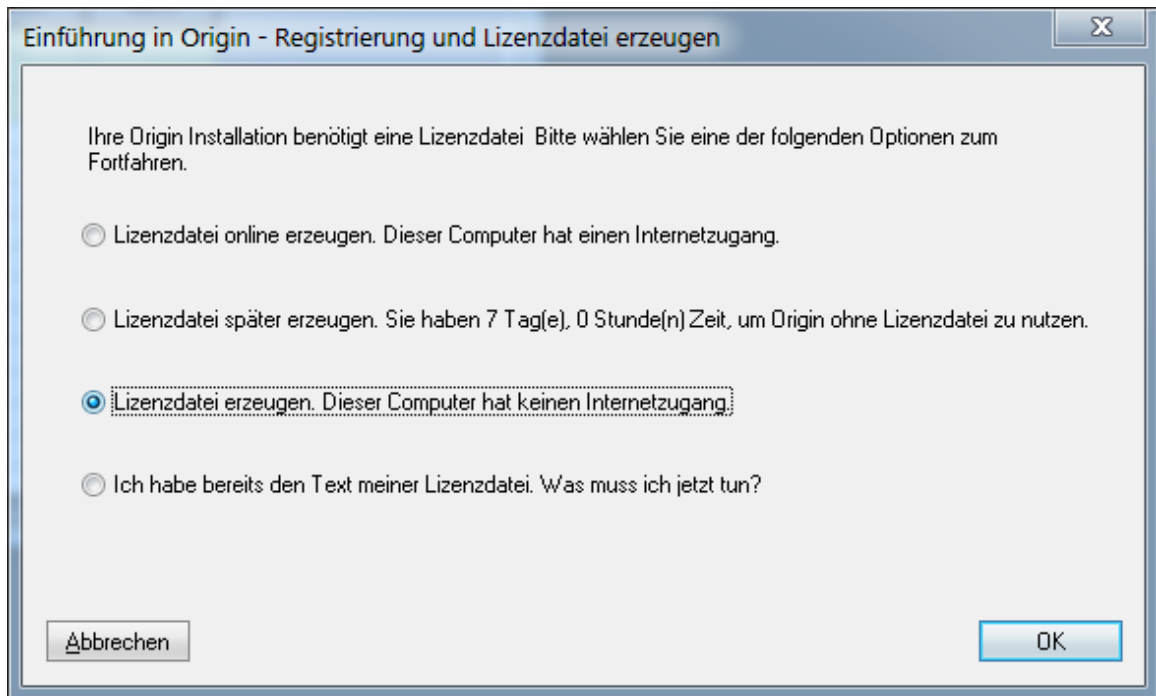 Einführung in Origin - Registrierung und Lizenzdatei erzeugen
Ihre Origin Installation benötigt eine Lizenzdatei  Bitte wählen Sie eine der folgenden Optionen zum
Fortfahren.
Lizenzdatei online erzeugen. Dieser Computer hat einen Internetzugang.
Lizenzdatei später erzeugen. Sie haben 7 Tag(e), 0 Stunde(n) Zeit, um Origin ohne Lizenzdatei zu nutzen.
Lizenzdatei erzeugen. Dieser Computer hat keinen Internetzugang.
Ich habe bereits den Text meiner Lizenzdatei. Was muss ich jetzt tun?
Abbrechen OK